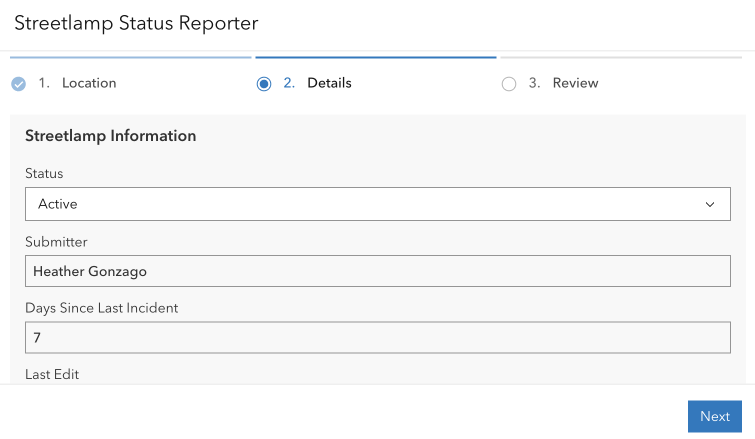 Streetlamp Status Reporter
1. Location
2. Details
3. Review
Streetlamp Information
Status
Active
Submitter
Heather Gonzago
Days Since Last Incident
7
Last Edit
Next